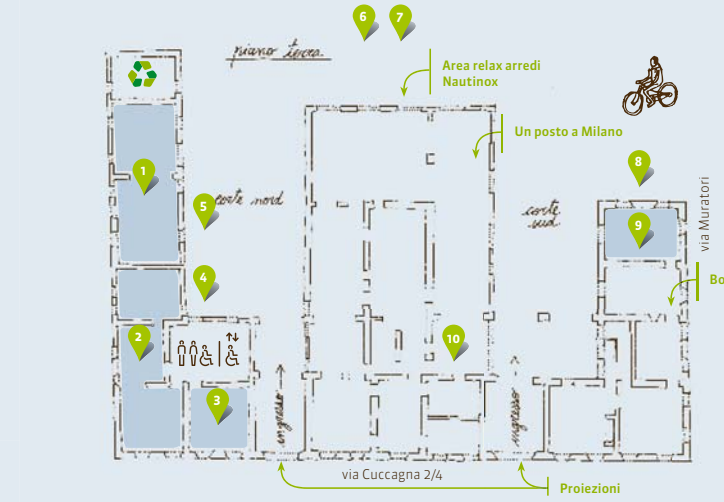 6
7
piano terra
Area relax arredi
Nautinox
Un posto a Milano
1
8
corte nord
5
corte
sud
9
via Muratori
4
Bo
2
10
3
ingresso
ingresso
via Cuccagna 2/4
Proiezioni